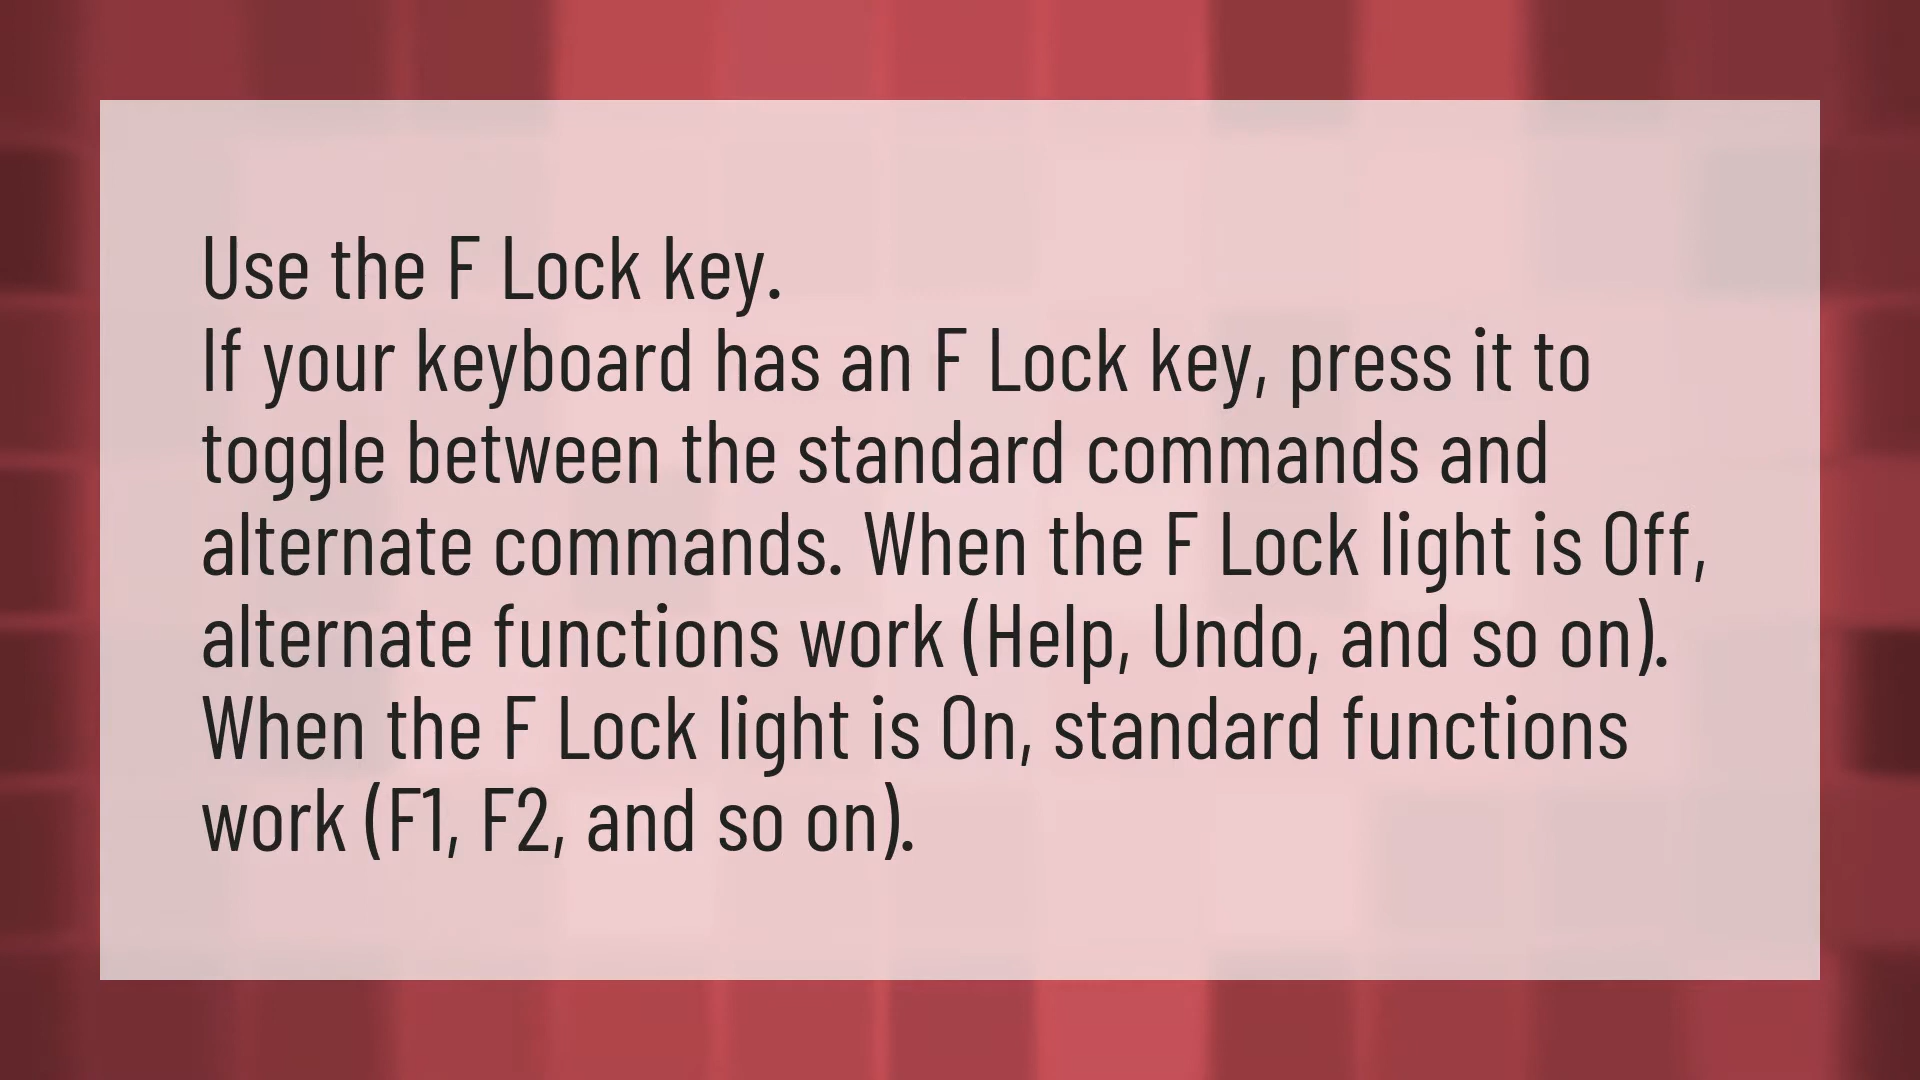 Use the F Lock key.
If your keyboard has an F Lock key, press it to
toggle between the standard commands and
alternate commands. When the F Lock light is Off,
alternate functions work (Help, Undo, and so on).
When the F Lock light is On, standard functions
work (F1, F2, and so on).